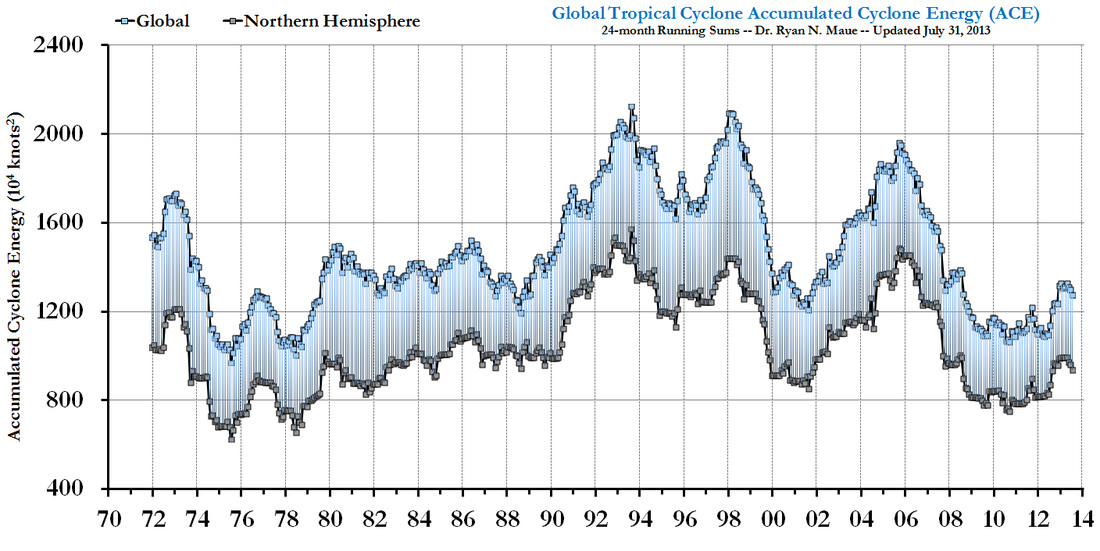 Global Northern Hemisphere
Global Tropical Cyclone Accumulated Cyclone Energy (ACE)
24-month Running Sums -- Dr. Ryan N. Maue -- Updated July 31, 2013
Accumulated Cyclone Energy (10⁴ knots²)
2400
2000
1600
1200
800
400
70 72 74 76 78 80 82 84 86 88 90 92 94 96 98 00 02 04 06 08 10 12 14